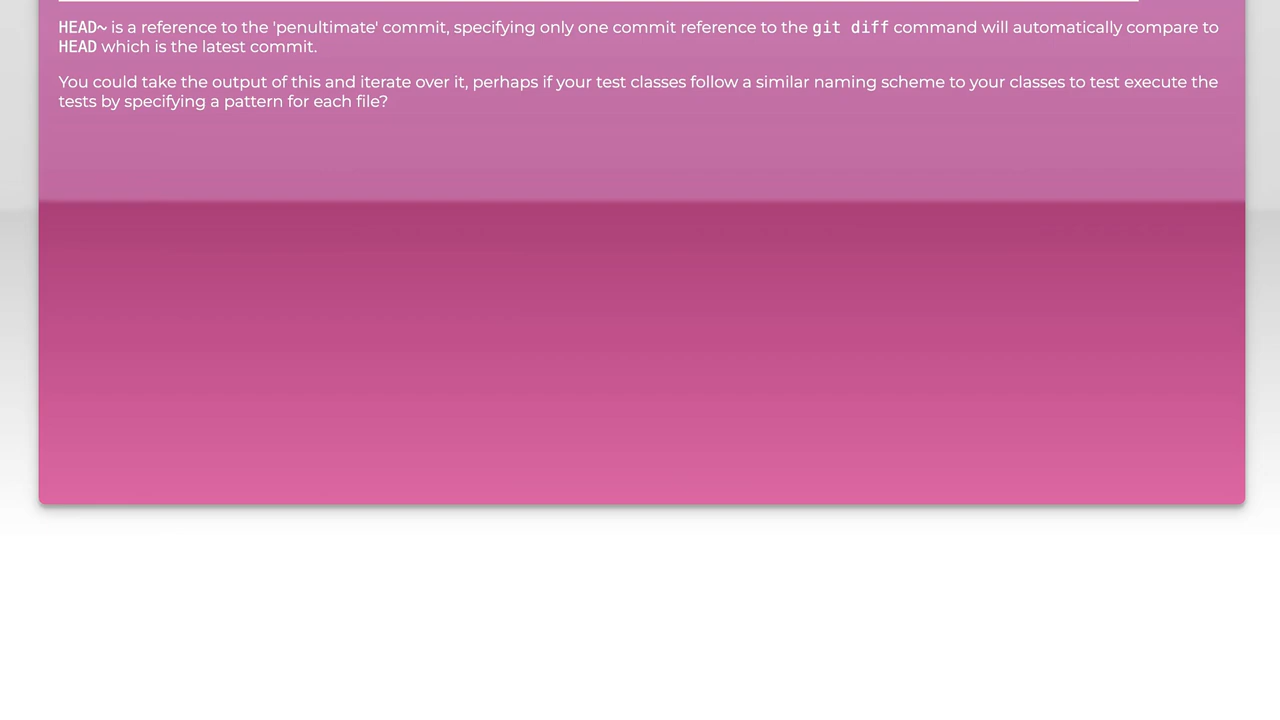 HEAD~ is a reference to the 'penultimate' commit, specifying only one commit reference to the git diff command will automatically compare to
HEAD which is the latest commit.
You could take the output of this and iterate over it, perhaps if your test classes follow a similar naming scheme to your classes to test execute the
tests by specifying a pattern for each file?